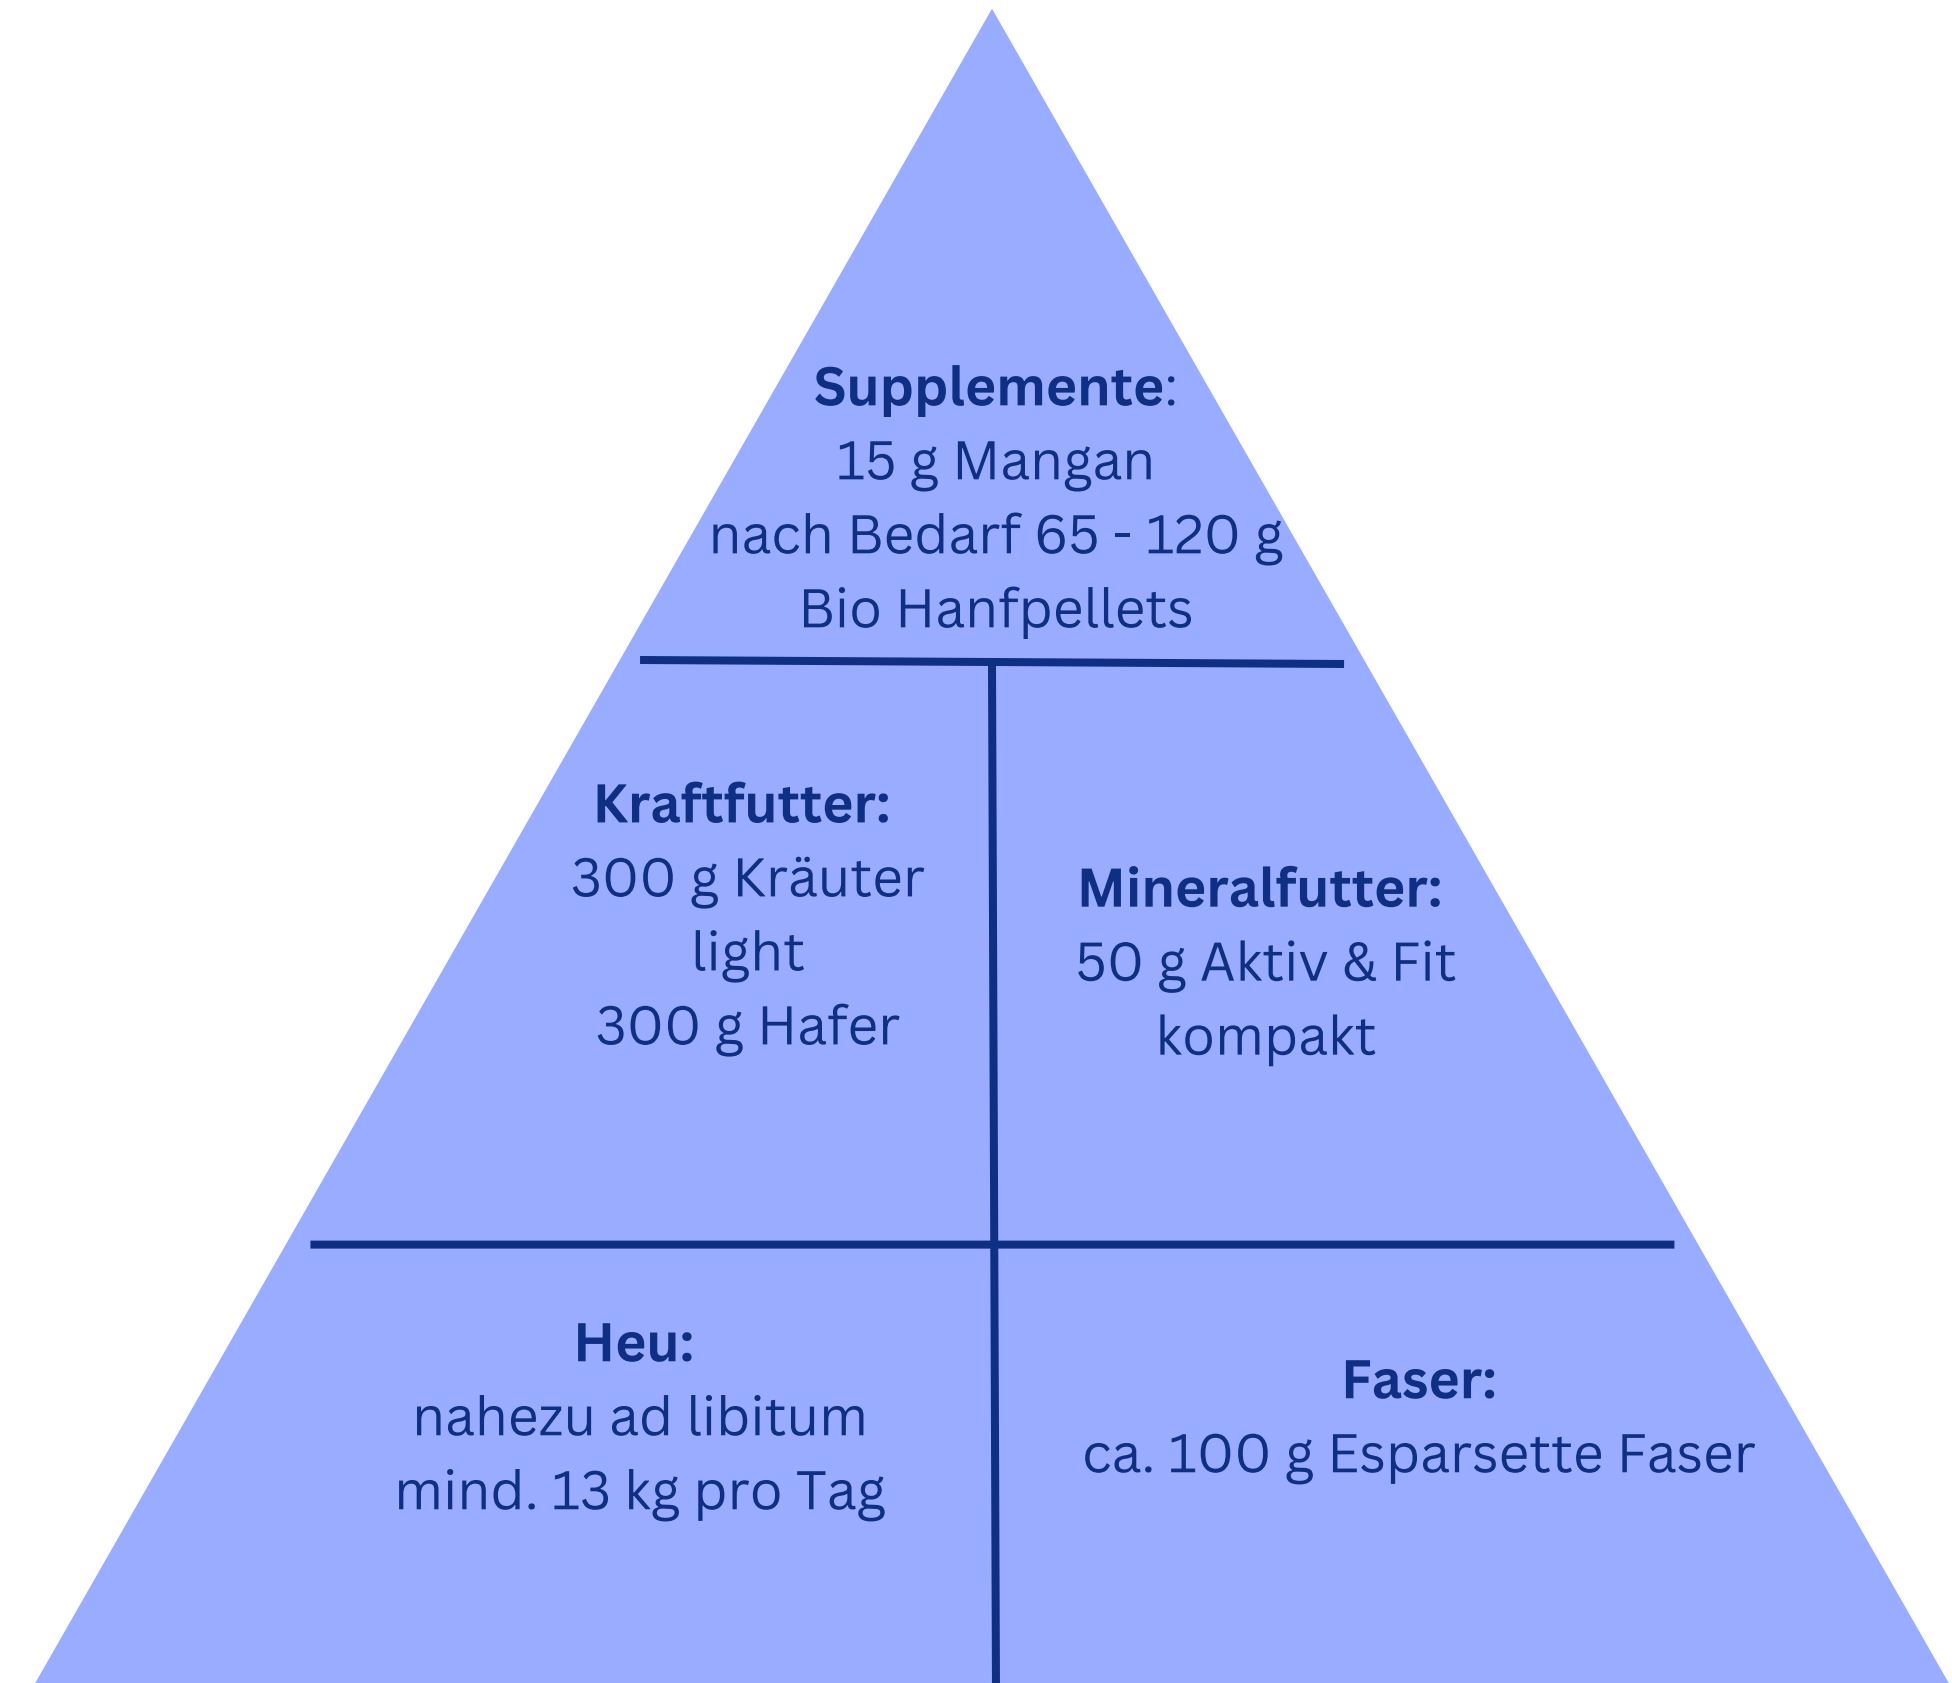 Supplemente:
15 g Mangan
nach Bedarf 65 - 120 g
Bio Hanfpellets
Kraftfutter:
300 g Kräuter
light
300 g Hafer
Mineralfutter:
50 g Aktiv & Fit
kompakt
Heu:
nahezu ad libitum
mind. 13 kg pro Tag
Faser:
ca. 100 g Esparsette Faser